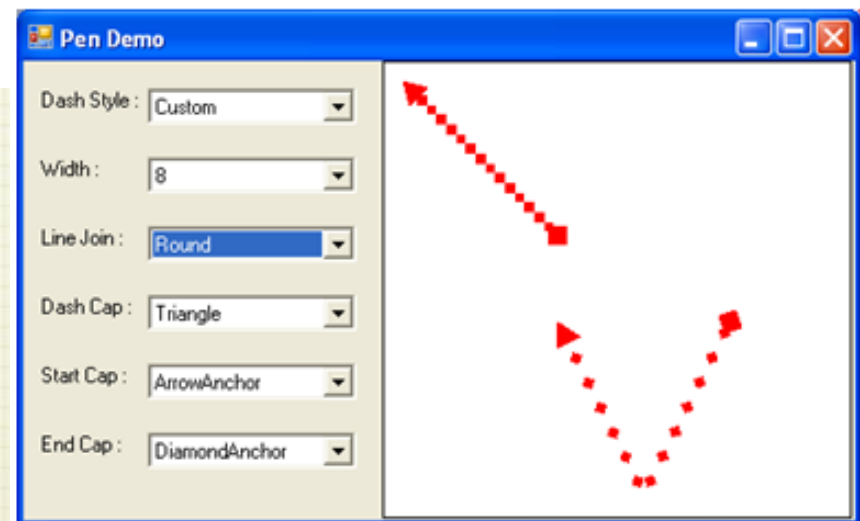 Pen Demo
Dash Style : Custom
Width : 8
Line Join : Round
Dash Cap : Triangle
Start Cap : ArrowAnchor
End Cap : DiamondAnchor